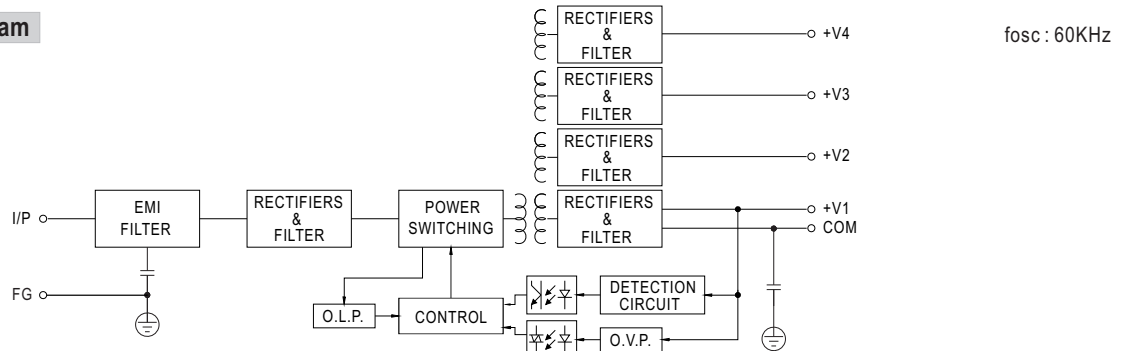 am
fosc : 60KHz
RECTIFIERS
&
FILTER
+V4
RECTIFIERS
&
FILTER
+V3
RECTIFIERS
&
FILTER
+V2
I/P
EMI
FILTER
RECTIFIERS
&
FILTER
POWER
SWITCHING
RECTIFIERS
&
FILTER
+V1
COM
FG
O.L.P.
CONTROL
DETECTION
CIRCUIT
O.V.P.